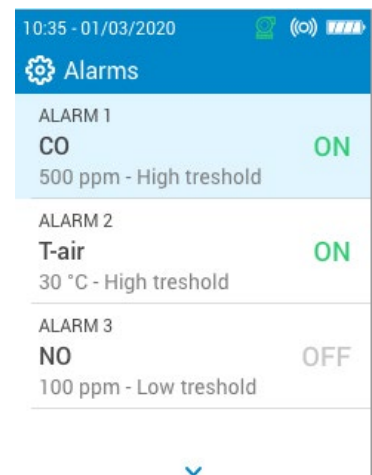 10:35 - 01/03/2020
Alarms
ALARM 1
CO
ON
500 ppm - High treshold
ALARM 2
T-air
ON
30 °C - High treshold
ALARM 3
NO
OFF
100 ppm - Low treshold